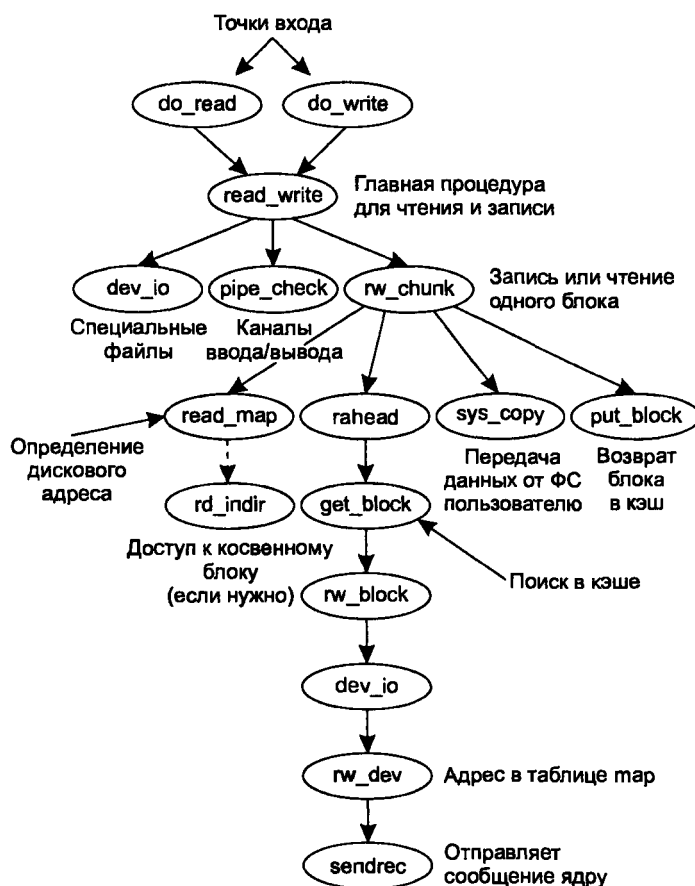 Точки входа
do_read
do_write
read_write
Главная процедура
для чтения и записи
dev_io
pipe_check
rw_chunk
Запись или чтение
одного блока
Специальные
файлы
Каналы
ввода/вывода
read_map
rahead
sys_copy
put_block
Определение
дискового
адреса
Передача
данных от ФС
пользователю
Возврат
блока
в кэш
rd_indir
get_block
Доступ к косвенному
блоку
(если нужно)
Поиск в кэше
rw_block
dev_io
rw_dev
Адрес в таблице map
sendrec
Отправляет
сообщение ядру